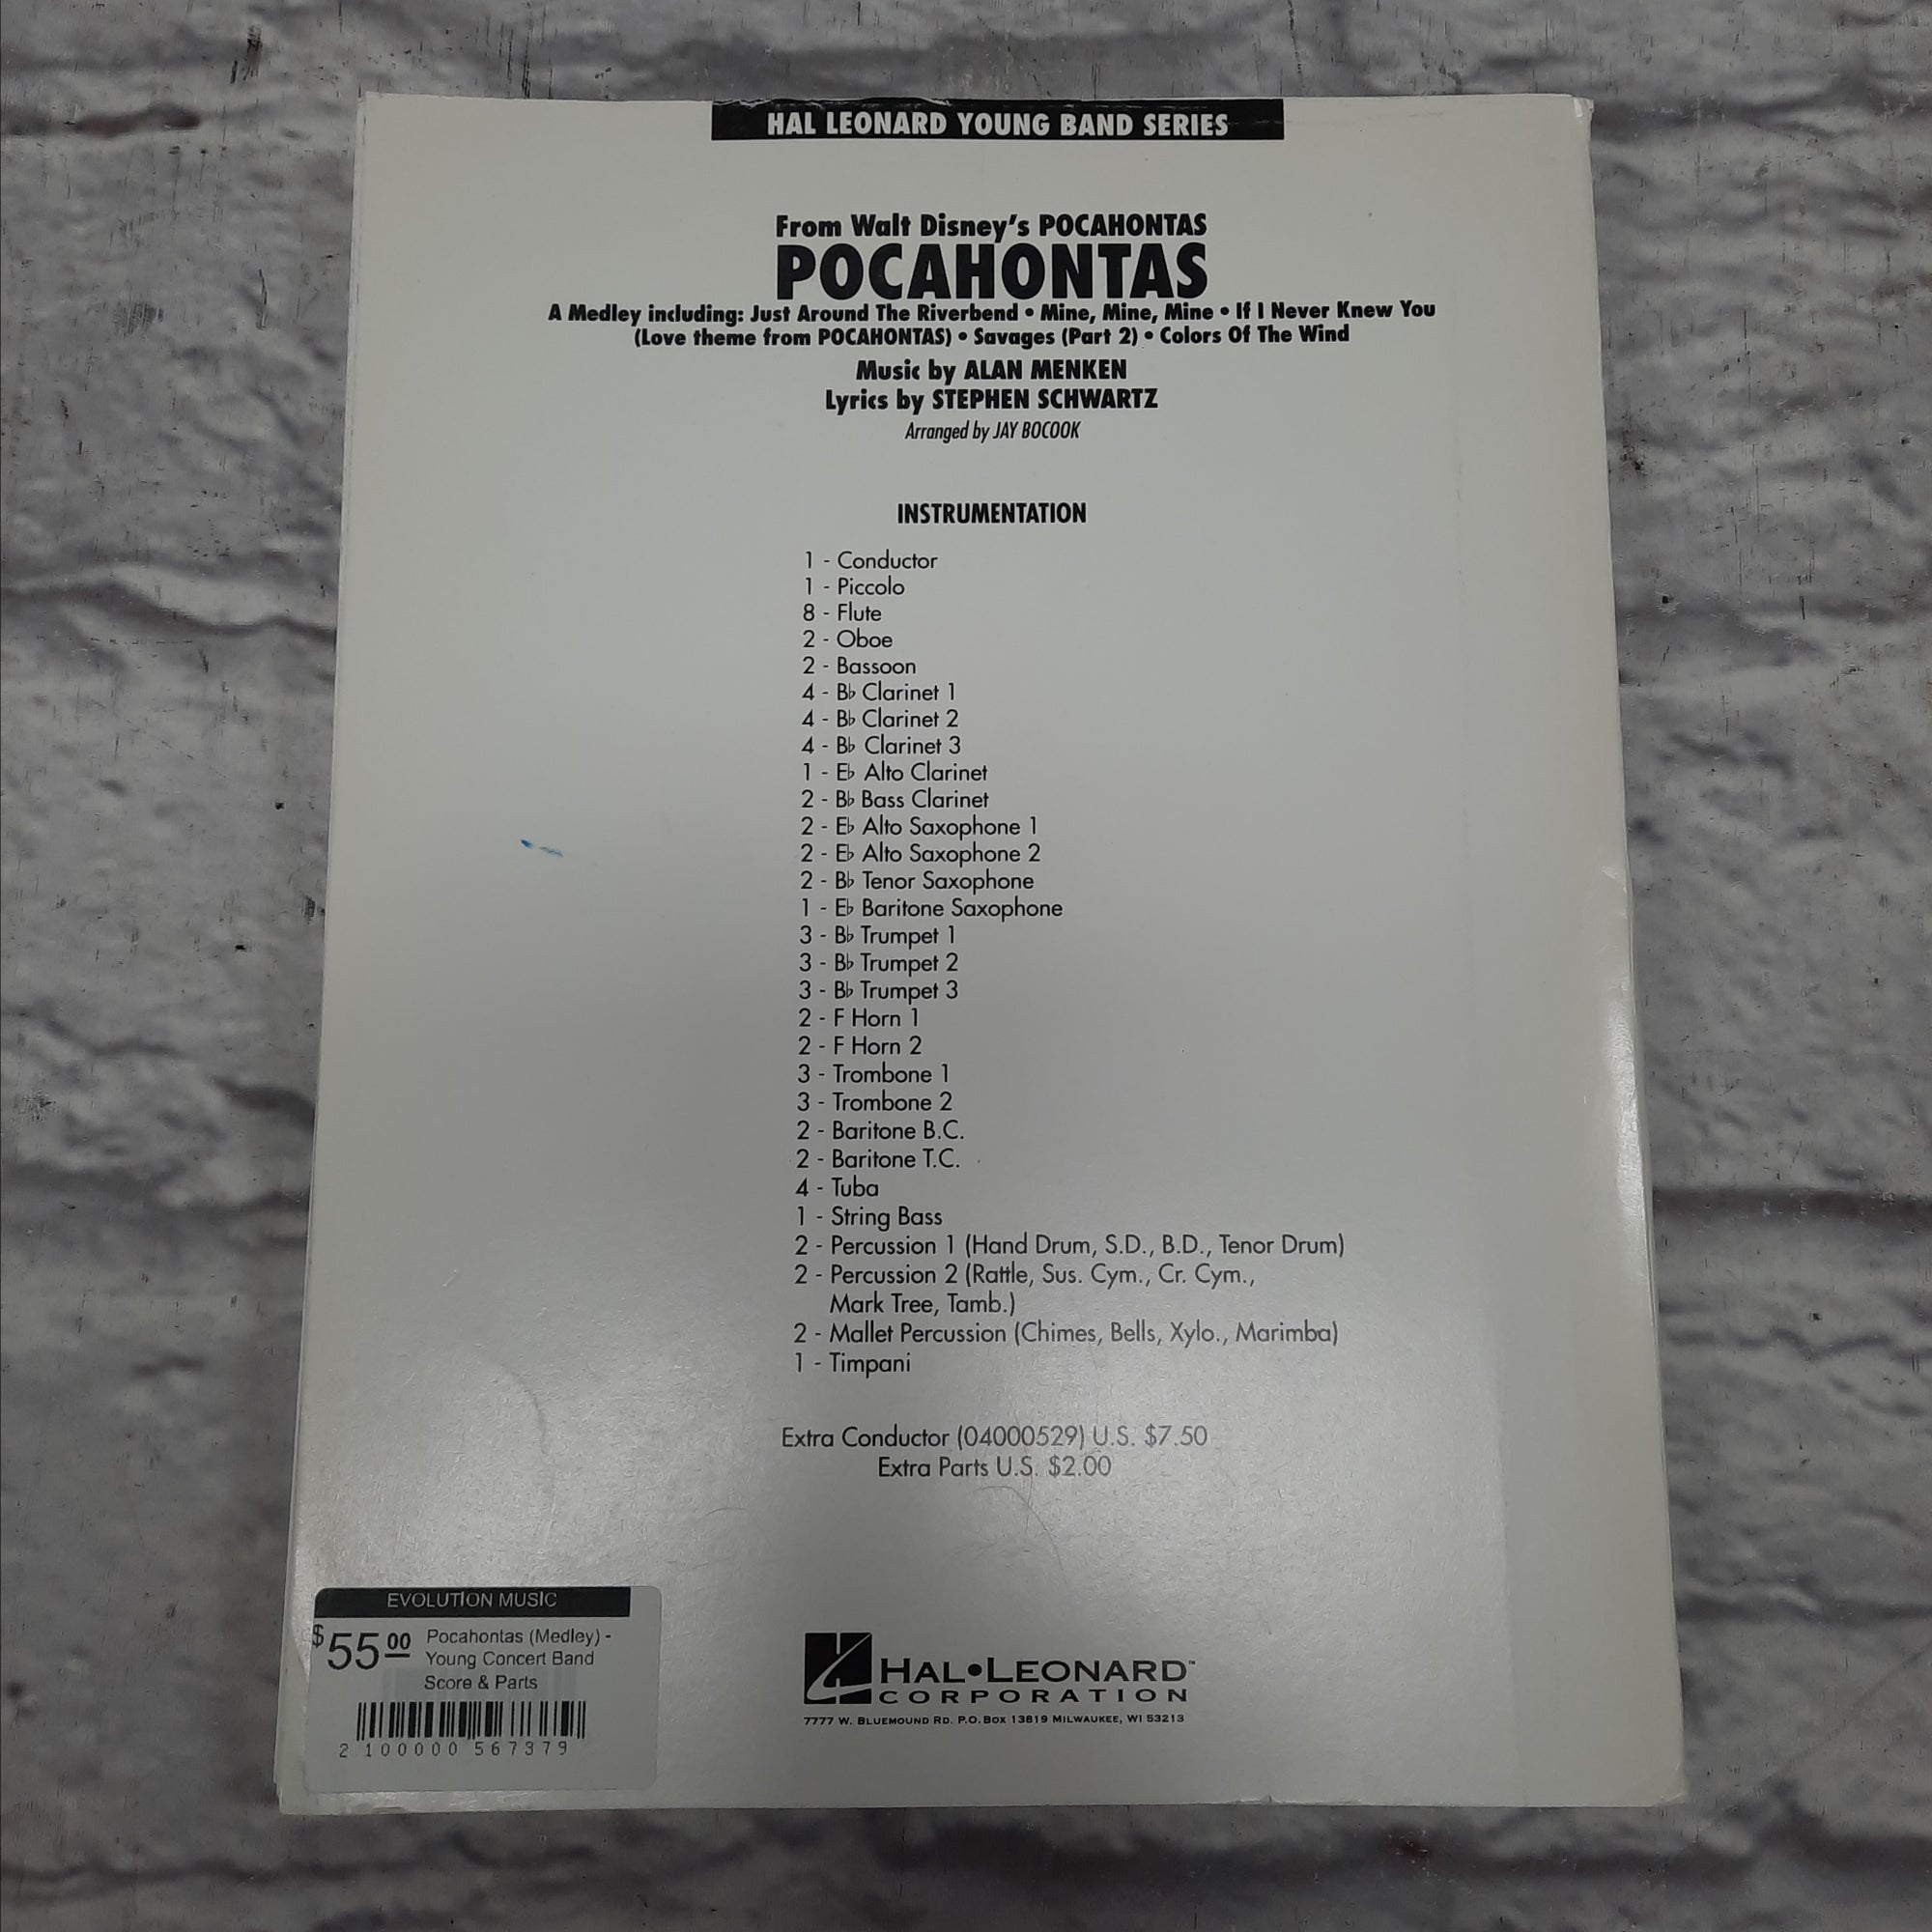 HAL LEONARD YOUNG BAND SERIES
From Walt Disney's POCAHONTAS
POCAHONTAS
A Medley including: Just Around The Riverbend • Mine, Mine, Mine • If I Never Knew You
(Love theme from POCAHONTAS) • Savages (Part 2) • Colors Of The Wind
Music by ALAN MENKEN
Lyrics by STEPHEN SCHWARTZ
Arranged by JAY BOCOOK
INSTRUMENTATION
1 - Conductor
1 - Piccolo
8 - Flute
2 - Oboe
2 - Bassoon
4 - B♭ Clarinet 1
4 - B♭ Clarinet 2
4 - B♭ Clarinet 3
1 - E♭ Alto Clarinet
2 - B♭ Bass Clarinet
2 - E♭ Alto Saxophone 1
2 - E♭ Alto Saxophone 2
2 - B♭ Tenor Saxophone
1 - E♭ Baritone Saxophone
3 - B♭ Trumpet 1
3 - B♭ Trumpet 2
3 - B♭ Trumpet 3
2 - F Horn 1
2 - F Horn 2
3 - Trombone 1
3 - Trombone 2
2 - Baritone B.C.
2 - Baritone T.C.
4 - Tuba
1 - String Bass
2 - Percussion 1 (Hand Drum, S.D., B.D., Tenor Drum)
2 - Percussion 2 (Rattle, Sus. Cym., Cr. Cym.,
Mark Tree, Tamb.)
2 - Mallet Percussion (Chimes, Bells, Xylo., Marimba)
1 - Timpani
Extra Conductor (04000529) U.S. $7.50
Extra Parts U.S. $2.00
EVOLUTION MUSIC
$55.00
Pocahontas (Medley) -
Young Concert Band
Score & Parts
2 100000 567379
HAL•LEONARD™
CORPORATION
7777 W. BLUEMOUND RD. P.O. BOX 13819 MILWAUKEE, WI 53213